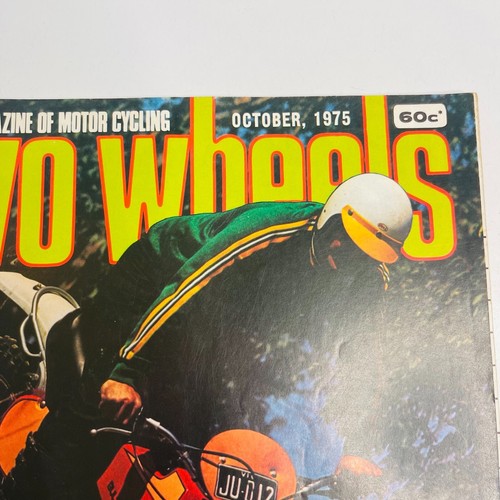 AZINE OF MOTOR CYCLING
OCTOBER, 1975
60c*
wo wheels